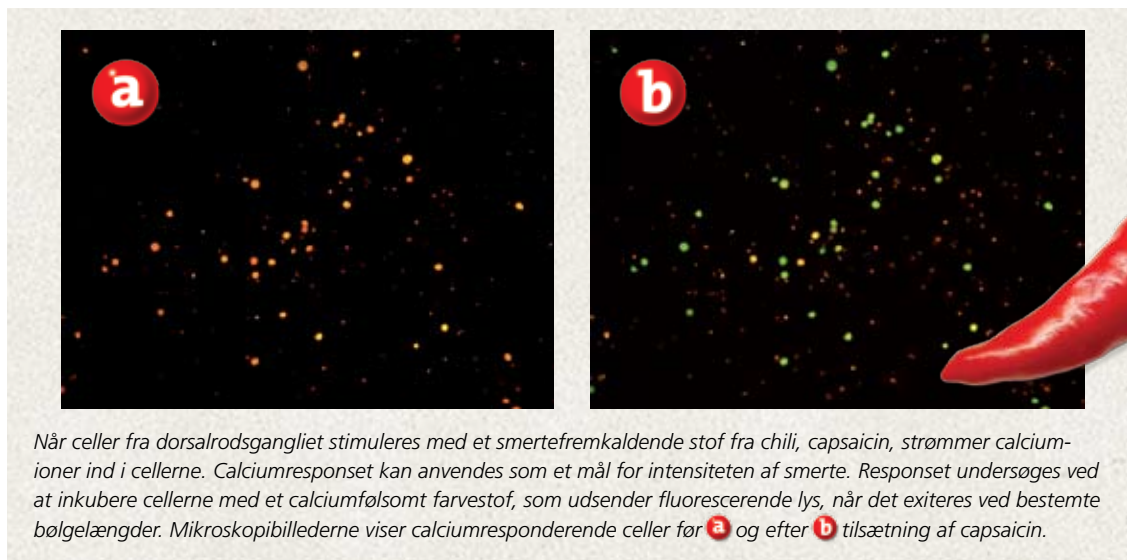 a
b
Når celler fra dorsalrodsgangliet stimuleres med et smertefremkaldende stof fra chili, capsaicin, strømmer calcium-
ioner ind i cellerne. Calciumresponset kan anvendes som et mål for intensiteten af smerte. Responset undersøges ved
at inkubere cellerne med et calciumfølsomt farvestof, som udsender fluorescerende lys, når det exiteres ved bestemte
bølgelængder. Mikroskopibillederne viser calciumresponderende celler før a og efter b tilsætning af capsaicin.